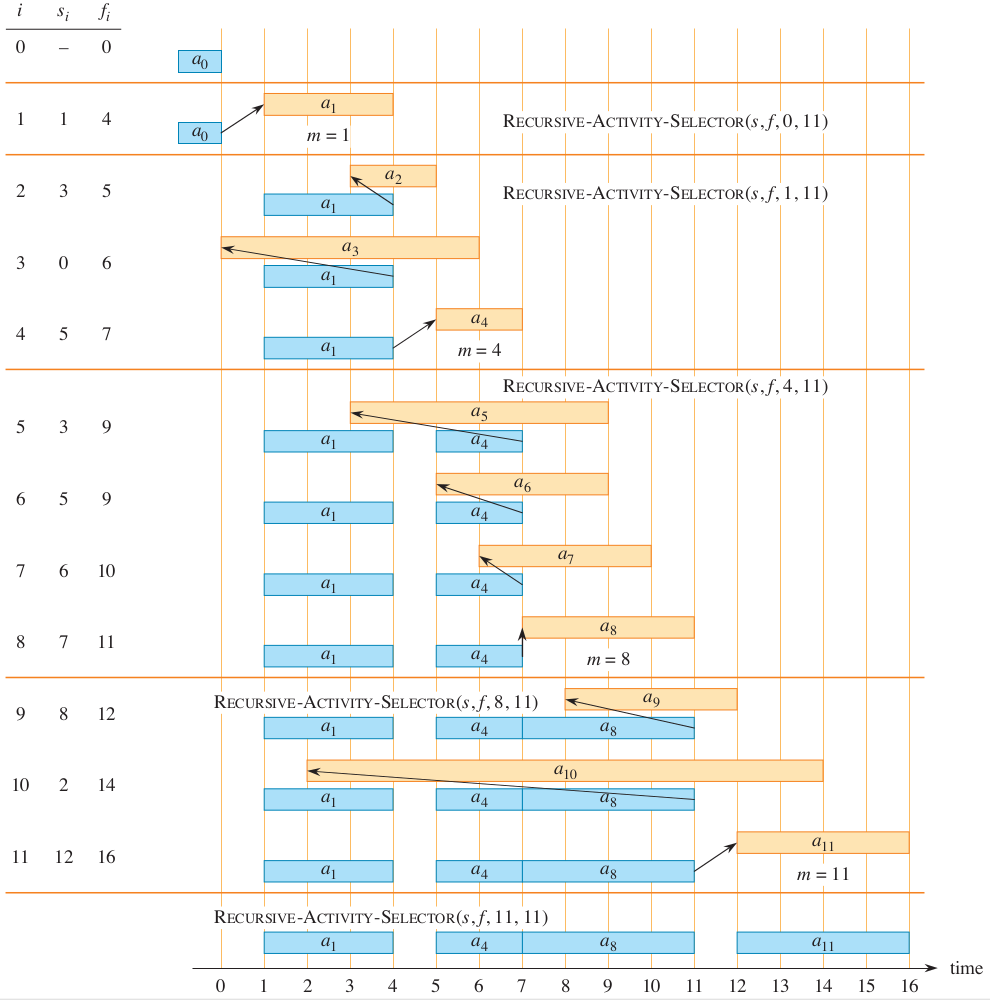 i s_i f_i
0 – 0
a_0
1 1 4
a_0 a_1
m = 1
RECURSIVE-ACTIVITY-SELECTOR(s, f, 0, 11)
2 3 5
a_2
a_1
RECURSIVE-ACTIVITY-SELECTOR(s, f, 1, 11)
3 0 6
a_3
a_1
4 5 7
a_4
a_1
m = 4
RECURSIVE-ACTIVITY-SELECTOR(s, f, 4, 11)
5 3 9
a_5
a_1 a_4
6 5 9
a_6
a_1 a_4
7 6 10
a_7
a_1 a_4
8 7 11
a_8
a_1 a_4
m = 8
RECURSIVE-ACTIVITY-SELECTOR(s, f, 8, 11)
9 8 12
a_9
a_1 a_4 a_8
10 2 14
a_10
a_1 a_4 a_8
11 12 16
a_11
a_1 a_4 a_8
m = 11
RECURSIVE-ACTIVITY-SELECTOR(s, f, 11, 11)
a_1 a_4 a_8 a_11
time
0 1 2 3 4 5 6 7 8 9 10 11 12 13 14 15 16